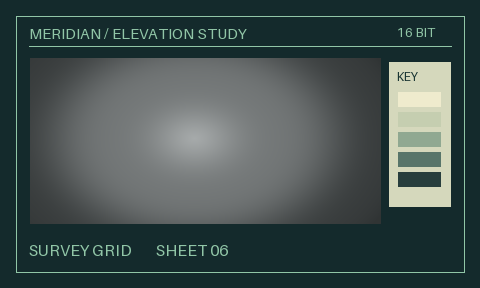 MERIDIAN / ELEVATION STUDY
16 BIT
KEY
SURVEY GRID SHEET 06